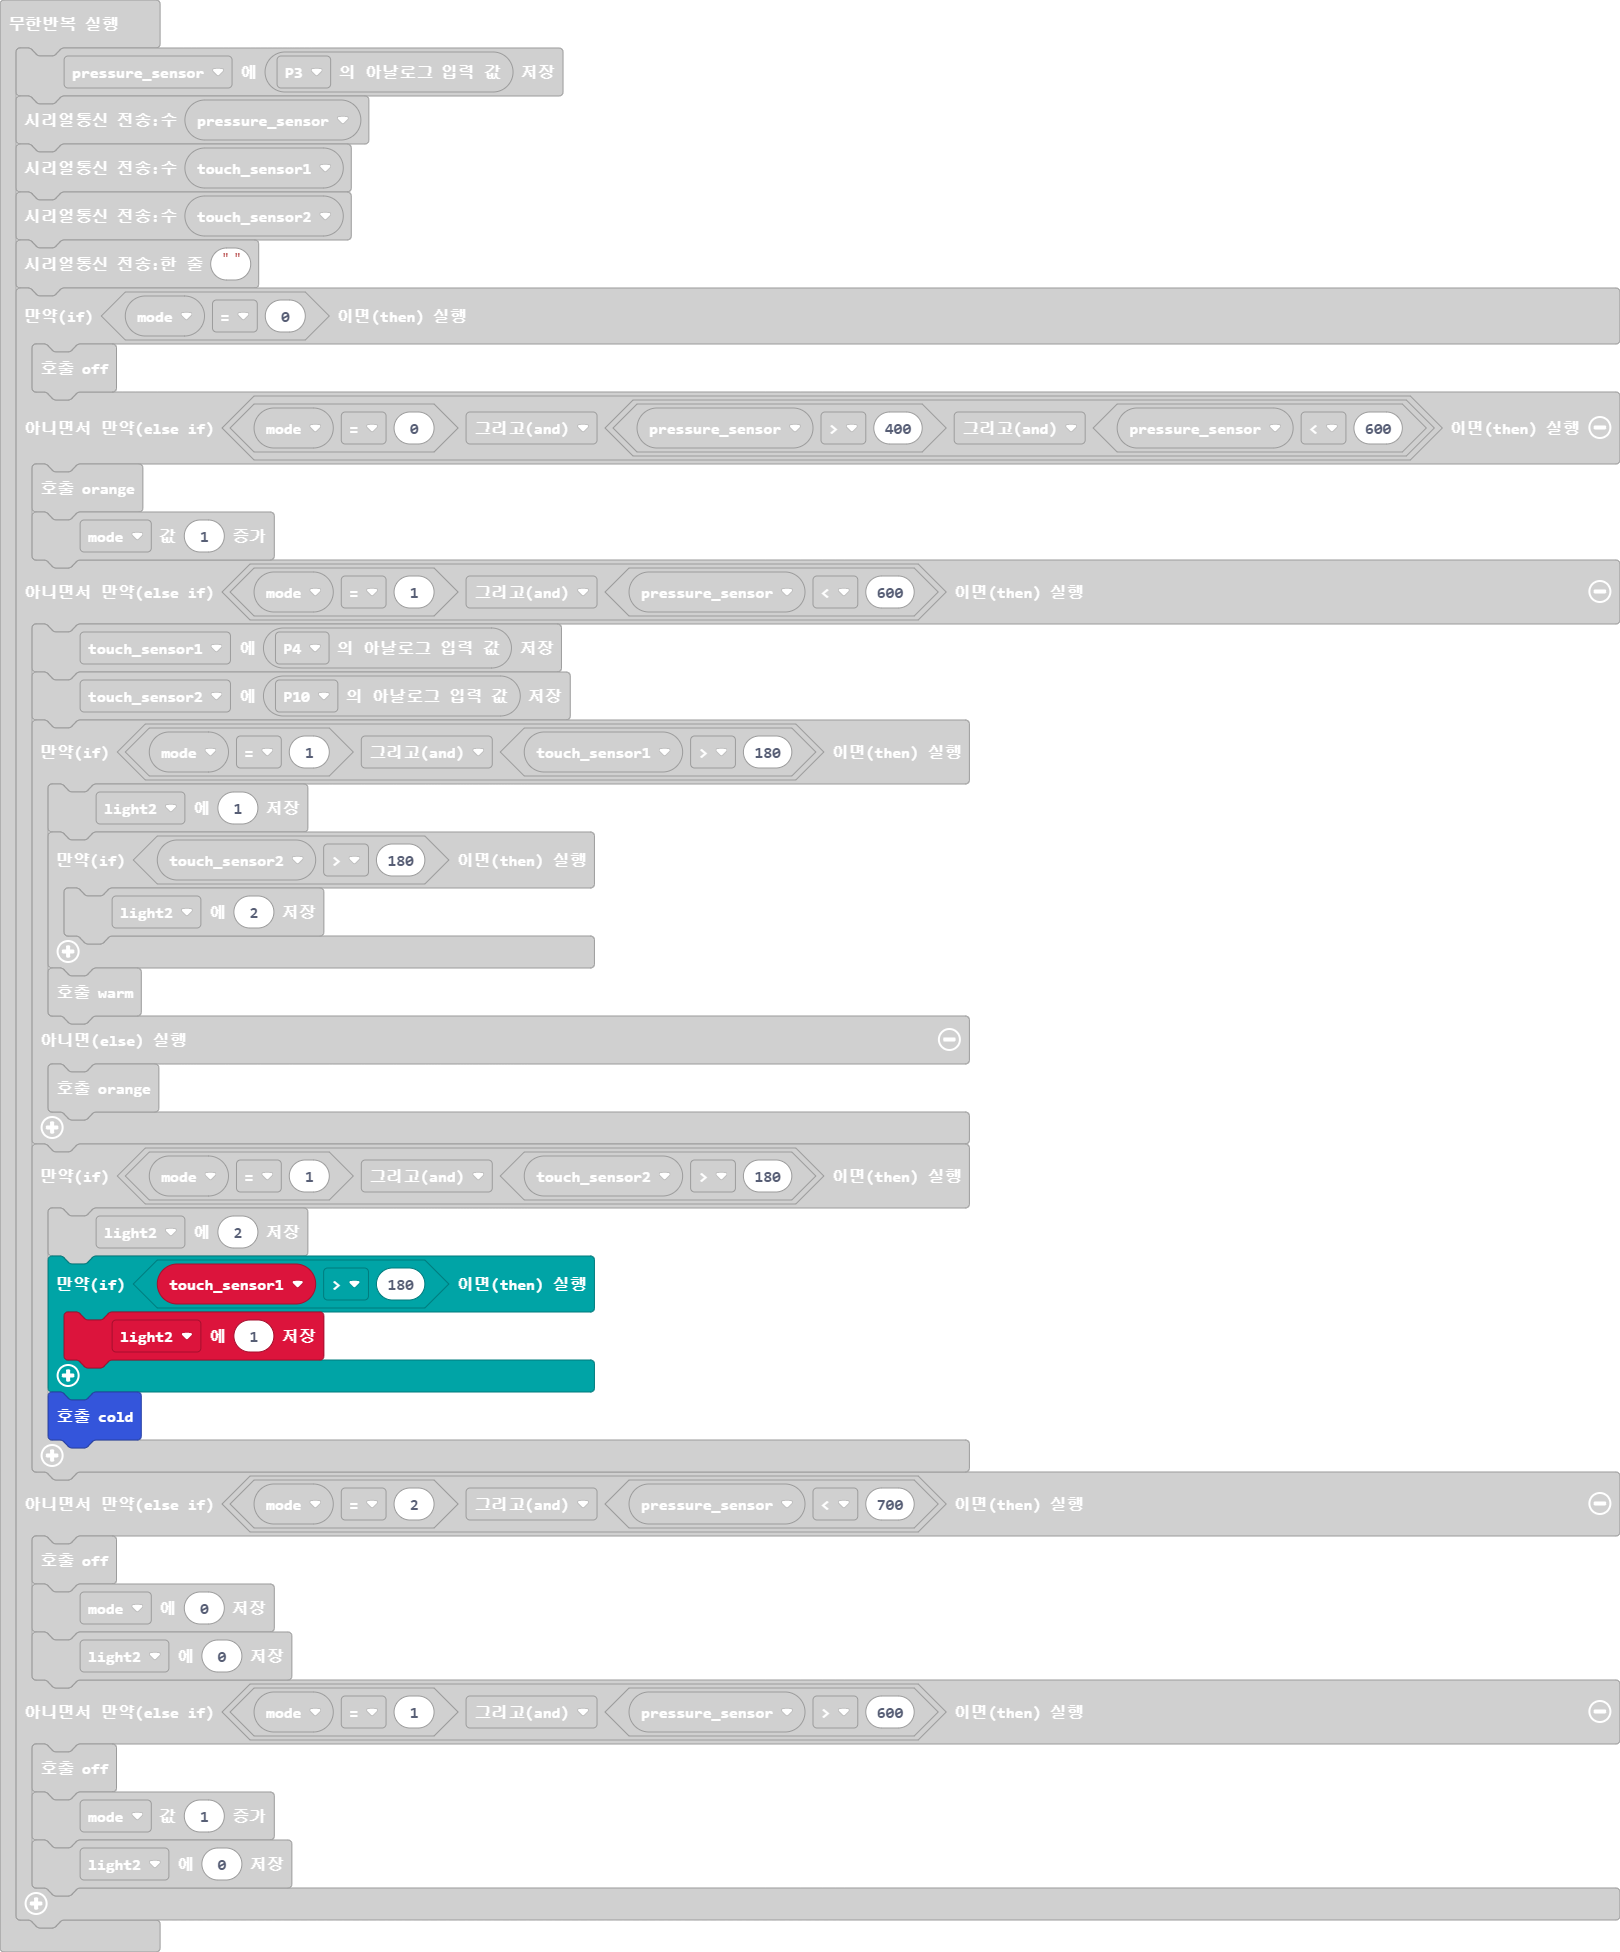 무한반복 실행
pressure_sensor 에 P3 의 아날로그 입력 값 저장
시리얼통신 전송:수 pressure_sensor
시리얼통신 전송:수 touch_sensor1
시리얼통신 전송:수 touch_sensor2
시리얼통신 전송:한 줄 " "
만약(if) mode = 0 이면(then) 실행
호출 off
아니면서 만약(else if) mode = 0 그리고(and) pressure_sensor > 400 그리고(and) pressure_sensor < 600 이면(then) 실행
호출 orange
mode 값 1 증가
아니면서 만약(else if) mode = 1 그리고(and) pressure_sensor < 600 이면(then) 실행
touch_sensor1 에 P4 의 아날로그 입력 값 저장
touch_sensor2 에 P10 의 아날로그 입력 값 저장
만약(if) mode = 1 그리고(and) touch_sensor1 > 180 이면(then) 실행
light2 에 1 저장
만약(if) touch_sensor2 > 180 이면(then) 실행
light2 에 2 저장
호출 warm
아니면(else) 실행
호출 orange
만약(if) mode = 1 그리고(and) touch_sensor2 > 180 이면(then) 실행
light2 에 2 저장
만약(if) touch_sensor1 > 180 이면(then) 실행
light2 에 1 저장
호출 cold
아니면서 만약(else if) mode = 2 그리고(and) pressure_sensor < 700 이면(then) 실행
호출 off
mode 에 0 저장
light2 에 0 저장
아니면서 만약(else if) mode = 1 그리고(and) pressure_sensor > 600 이면(then) 실행
호출 off
mode 값 1 증가
light2 에 0 저장